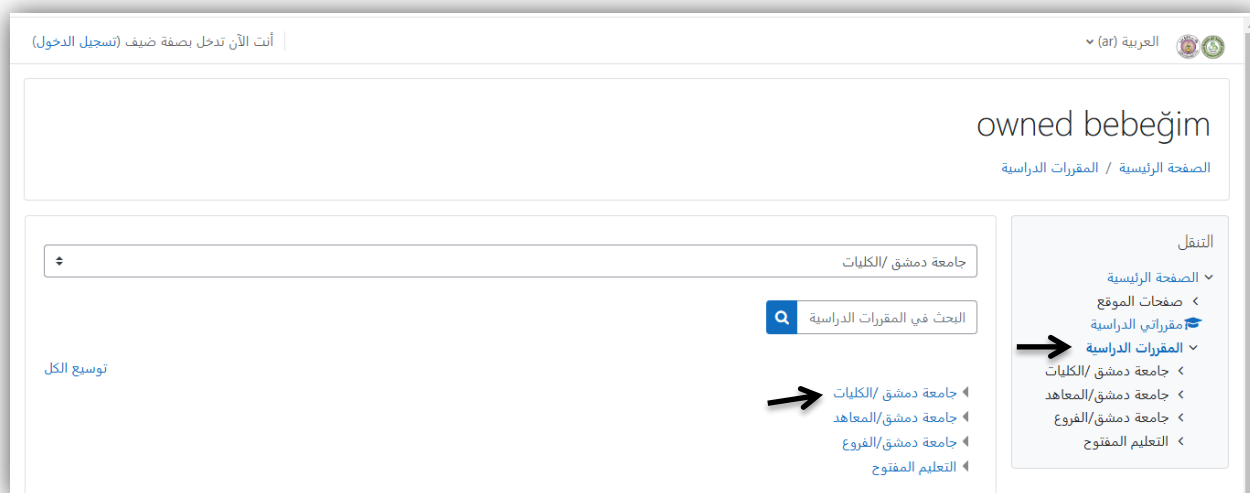 العربية (ar)
أنت الآن تدخل بصفة ضيف (تسجيل الدخول)
owned bebeğim
الصفحة الرئيسية / المقررات الدراسية
التنقل
الصفحة الرئيسية
صفحات الموقع
مقرراتي الدراسية
المقررات الدراسية
جامعة دمشق /الكليات
جامعة دمشق/المعاهد
جامعة دمشق/الفروع
التعليم المفتوح
جامعة دمشق /الكليات
البحث في المقررات الدراسية
توسيع الكل
جامعة دمشق /الكليات
جامعة دمشق/المعاهد
جامعة دمشق/الفروع
التعليم المفتوح